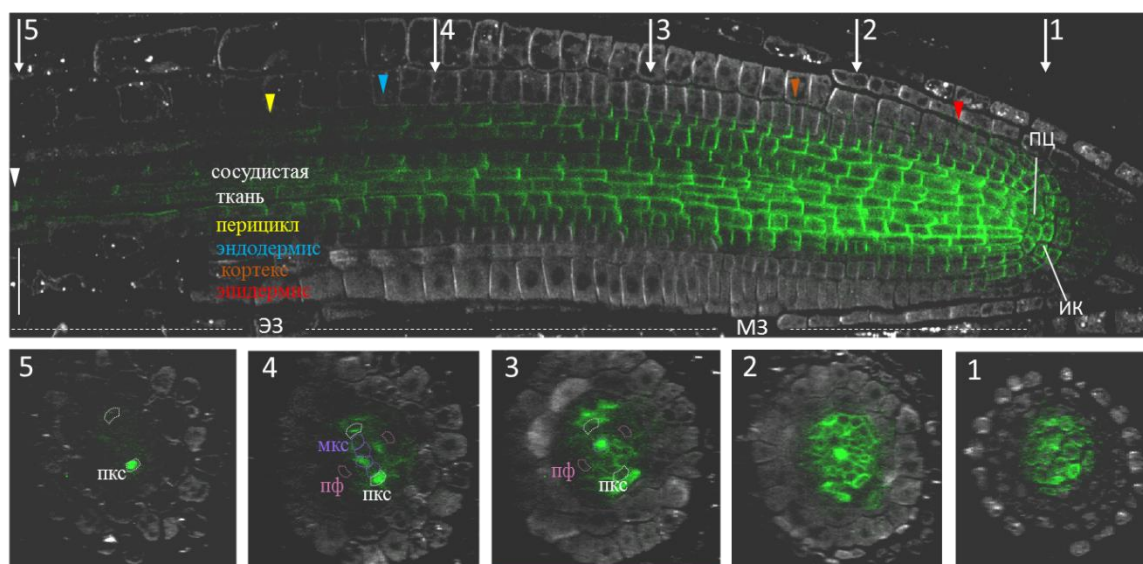 5 4 3 2 1
ПЦ
сосудистая
ткань
перицикл
эндодермис
кортекс
эпидермис
ИК
ЭЗ МЗ
5 4 3 2 1
мкс
пкс пф пкс пф пкс